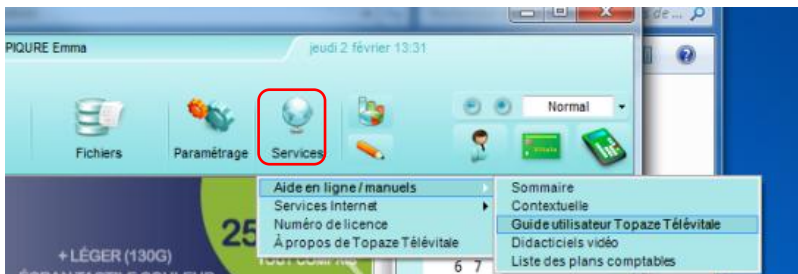 de ...
PIQURE Emma
jeudi 2 février 13:31
Normal
Fichiers
Paramétrage
Services
Vitale
Aide en ligne / manuels
Services Internet
Numéro de licence
À propos de Topaze Télévitale
Sommaire
Contextuelle
Guide utilisateur Topaze Télévitale
Didacticiels vidéo
Liste des plans comptables
25
+ LÉGER (130G)
6 7